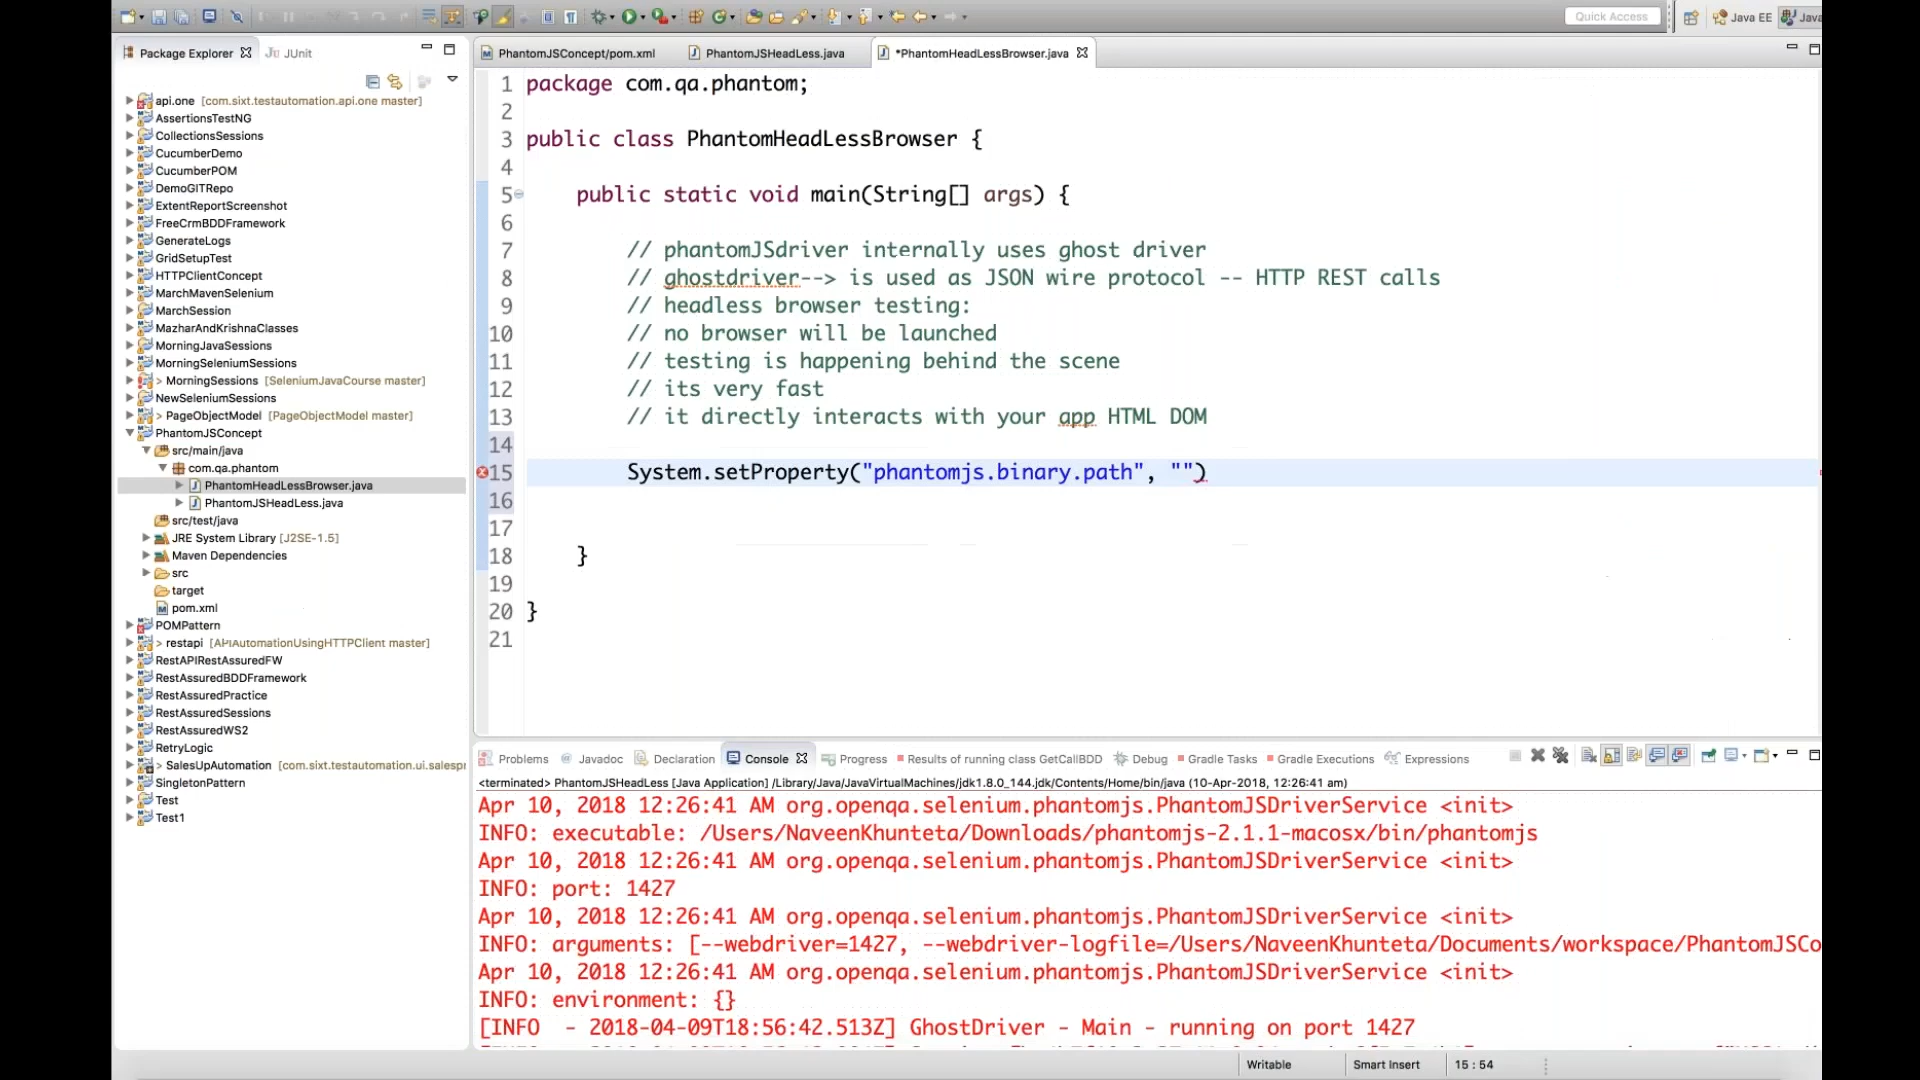 Quick Access
Java EE
Java
Package Explorer
JUnit
PhantomJSConcept/pom.xml
PhantomJSHeadLess.java
*PhantomHeadLessBrowser.java
api.one [com.sixt.testautomation.api.one master]
AssertionsTestNG
CollectionsSessions
CucumberDemo
CucumberPOM
DemoGITRepo
ExtentReportScreenshot
FreeCrmBDDFramework
GenerateLogs
GridSetupTest
HTTPClientConcept
MarchMavenSelenium
MarchSession
MazharAndKrishnaClasses
MorningJavaSessions
MorningSeleniumSessions
> MorningSessions [SeleniumJavaCourse master]
NewSeleniumSessions
> PageObjectModel [PageObjectModel master]
PhantomJSConcept
src/main/java
com.qa.phantom
PhantomHeadLessBrowser.java
PhantomJSHeadLess.java
src/test/java
JRE System Library [J2SE-1.5]
Maven Dependencies
src
target
pom.xml
POMPattern
> restapi [APIAutomationUsingHTTPClient master]
RestAPIRestAssuredFW
RestAssuredBDDFramework
RestAssuredPractice
RestAssuredSessions
RestAssuredWS2
RetryLogic
> SalesUpAutomation [com.sixt.testautomation.ui.salesp
SingletonPattern
Test
Test1
1 package com.qa.phantom;
2
3 public class PhantomHeadLessBrowser {
4
5 public static void main(String[] args) {
6
7 // phantomJSdriver internally uses ghost driver
8 // ghostdriver--> is used as JSON wire protocol -- HTTP REST calls
9 // headless browser testing:
10 // no browser will be launched
11 // testing is happening behind the scene
12 // its very fast
13 // it directly interacts with your app HTML DOM
14
15 System.setProperty("phantomjs.binary.path", "")
16
17
18 }
19
20 }
21
Problems
Javadoc
Declaration
Console
Progress
Results of running class GetCallBDD
Debug
Gradle Tasks
Gradle Executions
Expressions
<terminated> PhantomJSHeadLess [Java Application] /Library/Java/JavaVirtualMachines/jdk1.8.0_144.jdk/Contents/Home/bin/java (10-Apr-2018, 12:26:41 am)
Apr 10, 2018 12:26:41 AM org.openqa.selenium.phantomjs.PhantomJSDriverService <init>
INFO: executable: /Users/NaveenKhunteta/Downloads/phantomjs-2.1.1-macosx/bin/phantomjs
Apr 10, 2018 12:26:41 AM org.openqa.selenium.phantomjs.PhantomJSDriverService <init>
INFO: port: 1427
Apr 10, 2018 12:26:41 AM org.openqa.selenium.phantomjs.PhantomJSDriverService <init>
INFO: arguments: [--webdriver=1427, --webdriver-logfile=/Users/NaveenKhunteta/Documents/workspace/PhantomJSCo
Apr 10, 2018 12:26:41 AM org.openqa.selenium.phantomjs.PhantomJSDriverService <init>
INFO: environment: {}
[INFO - 2018-04-09T18:56:42.513Z] GhostDriver - Main - running on port 1427
Writable
Smart Insert
15 : 54